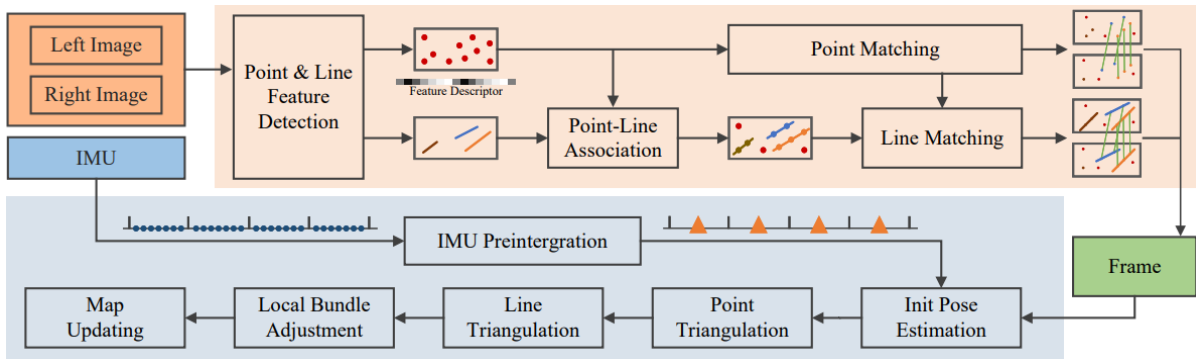 Left Image
Right Image
IMU
Point & Line
Feature
Detection
Feature Descriptor
Point-Line
Association
Point Matching
Line Matching
IMU Preintergration
Frame
Init Pose
Estimation
Point
Triangulation
Line
Triangulation
Local Bundle
Adjustment
Map
Updating